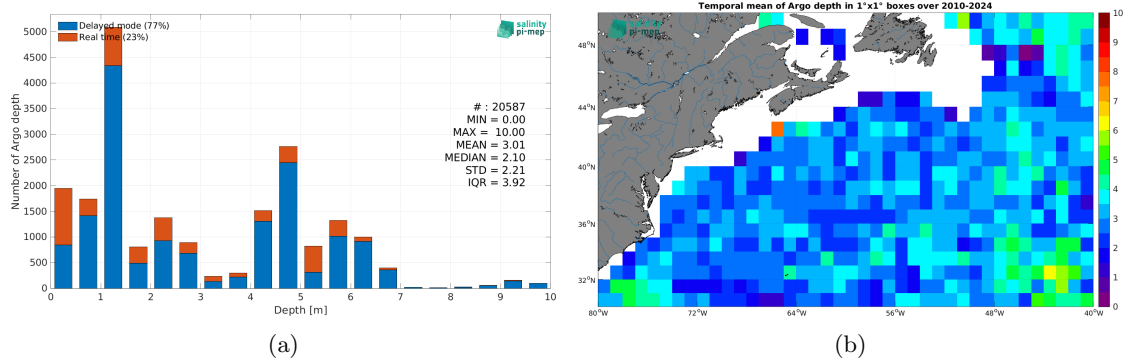 Delayed mode (77%)
Real time (23%)
salinity
pi-mep
5000
4500
4000
3500
3000
2500
2000
1500
1000
500
0
Number of Argo depth
# : 20587
MIN = 0.00
MAX = 10.00
MEAN = 3.01
MEDIAN = 2.10
STD = 2.21
IQR = 3.92
0 1 2 3 4 5 6 7 8 9 10
Depth [m]
(a)
Temporal mean of Argo depth in 1°x1° boxes over 2010-2024
salinity
pi-mep
48°N
44°N
40°N
36°N
32°N
80°W 72°W 64°W 56°W 48°W 40°W
10
9
8
7
6
5
4
3
2
1
0
(b)